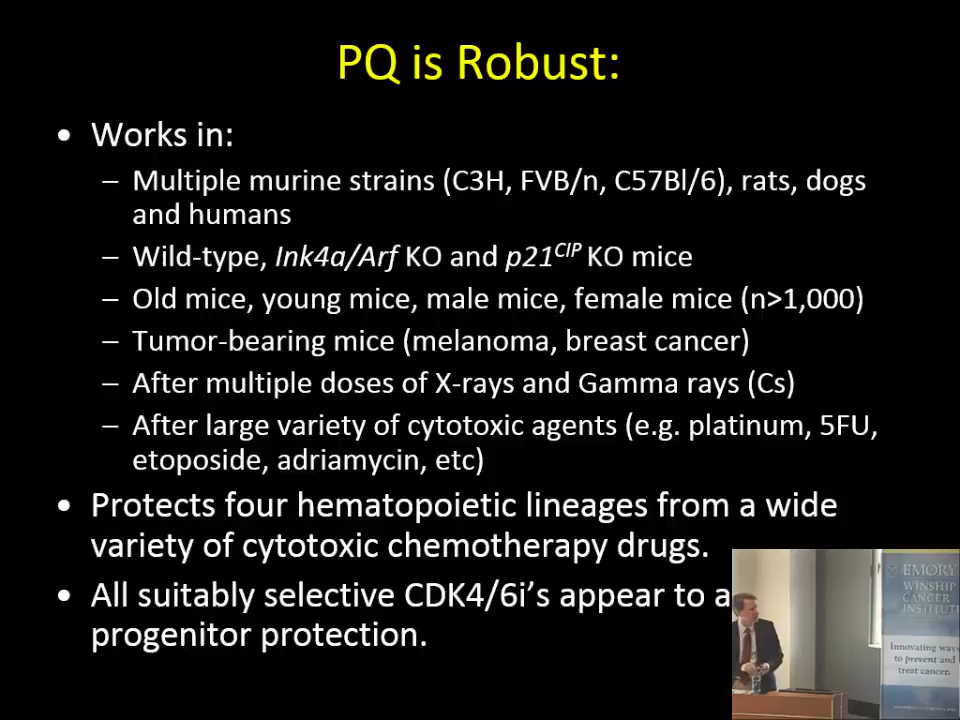 PQ is Robust:
• Works in:
– Multiple murine strains (C3H, FVB/n, C57Bl/6), rats, dogs
and humans
– Wild-type, Ink4a/Arf KO and p21CIP KO mice
– Old mice, young mice, male mice, female mice (n>1,000)
– Tumor-bearing mice (melanoma, breast cancer)
– After multiple doses of X-rays and Gamma rays (Cs)
– After large variety of cytotoxic agents (e.g. platinum, 5FU,
etoposide, adriamycin, etc)
• Protects four hematopoietic lineages from a wide
variety of cytotoxic chemotherapy drugs.
• All suitably selective CDK4/6i's appear to a
progenitor protection.
EMORY
WINSHIP
CANCER
INSTITUTE
Innovating ways
to prevent and
treat cancer.